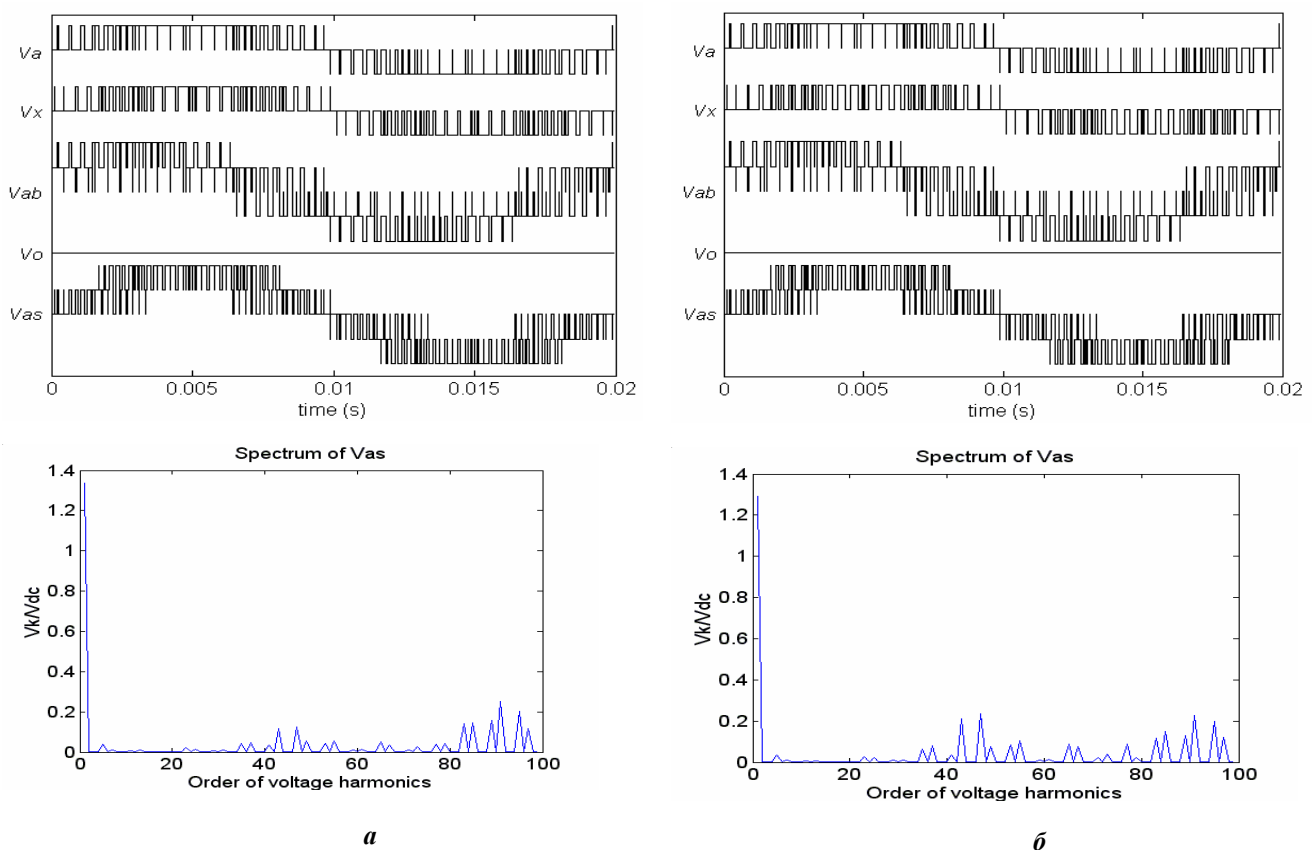 Va
Vx
Vab
Vo
Vas
0 0.005 0.01 0.015 0.02
time (s)
Va
Vx
Vab
Vo
Vas
0 0.005 0.01 0.015 0.02
time (s)
Spectrum of Vas
1.4
1.2
1
0.8
0.6
0.4
0.2
0
Vk/Vdc
0 20 40 60 80 100
Order of voltage harmonics
Spectrum of Vas
1.4
1.2
1
0.8
0.6
0.4
0.2
0
Vk/Vdc
0 20 40 60 80 100
Order of voltage harmonics
а
б